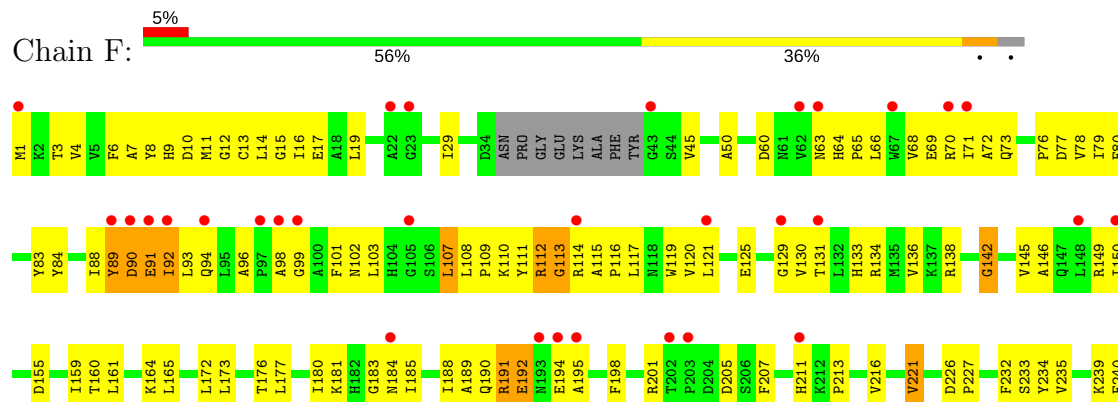 5%
Chain F:
56% 36% • •
M1 K2 T3 V4 V5 F6 A7 Y8 H9 D10 M11 G12 C13 L14 G15 I16 E17 A18 L19 A22 G23 I29 D34 ASN PRO GLY GLU LYS ALA PHE TYR G43 S44 V45 A50 D60 N61 V62 N63 H64 P65 L66 W67 V68 E69 R70 I71 A72 Q73 P76 D77 V78 I79
Y83 Y84 I88 Y89 D90 E91 I92 L93 Q94 L95 A96 P97 A98 G99 A100 F101 N102 L103 H104 G105 S106 L107 L108 P109 K110 Y111 R112 G113 R114 A115 P116 L117 N118 W119 V120 L121 E125 G129 V130 T131 L132 H133 R134 M135 V136 K137 R138 G142 V145 A146 Q147 L148 R149 I150
D155 I159 T160 L161 K164 L165 L172 L173 T176 L177 I180 K181 H182 G183 N184 I185 I188 A189 Q190 R191 E192 N193 E194 A195 F198 R201 T202 P203 D204 D205 S206 F207 H211 K212 P213 V216 V221 D226 P227 F232 S233 Y234 V235 K239